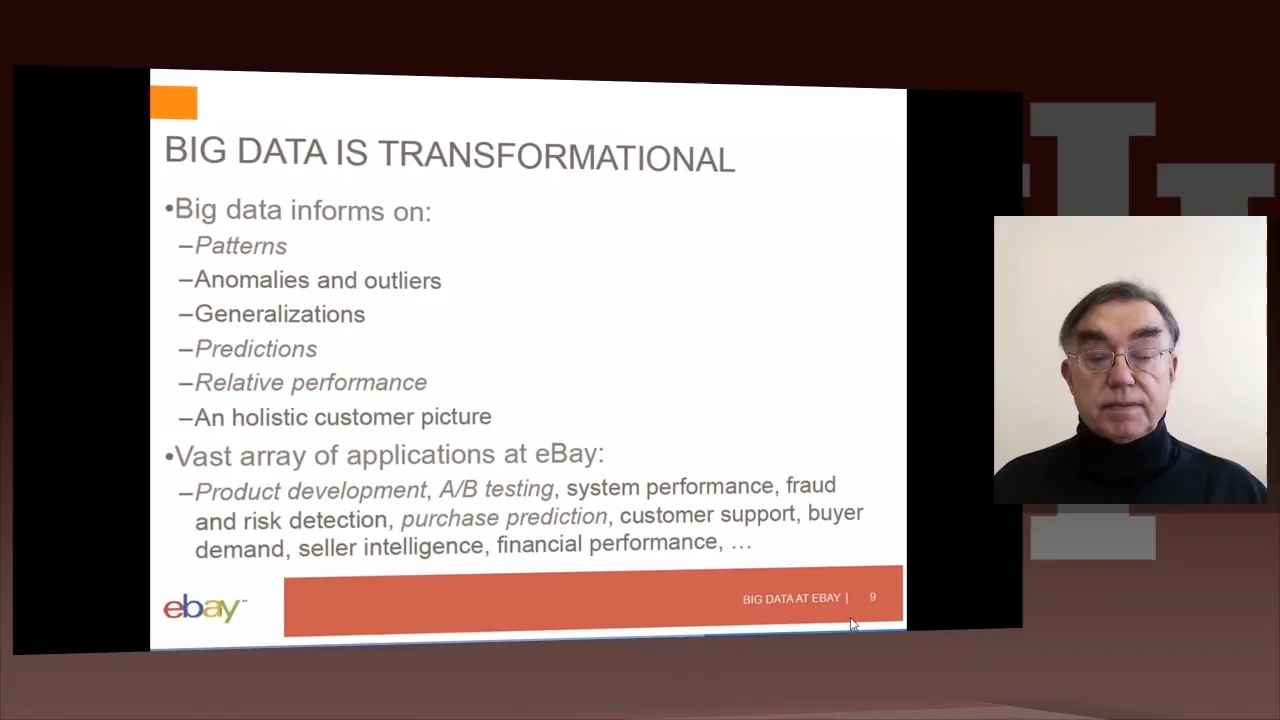 BIG DATA IS TRANSFORMATIONAL
•Big data informs on:
–Patterns
–Anomalies and outliers
–Generalizations
–Predictions
–Relative performance
–An holistic customer picture
•Vast array of applications at eBay:
–Product development, A/B testing, system performance, fraud
and risk detection, purchase prediction, customer support, buyer
demand, seller intelligence, financial performance, …
ebay™
BIG DATA AT EBAY | 9